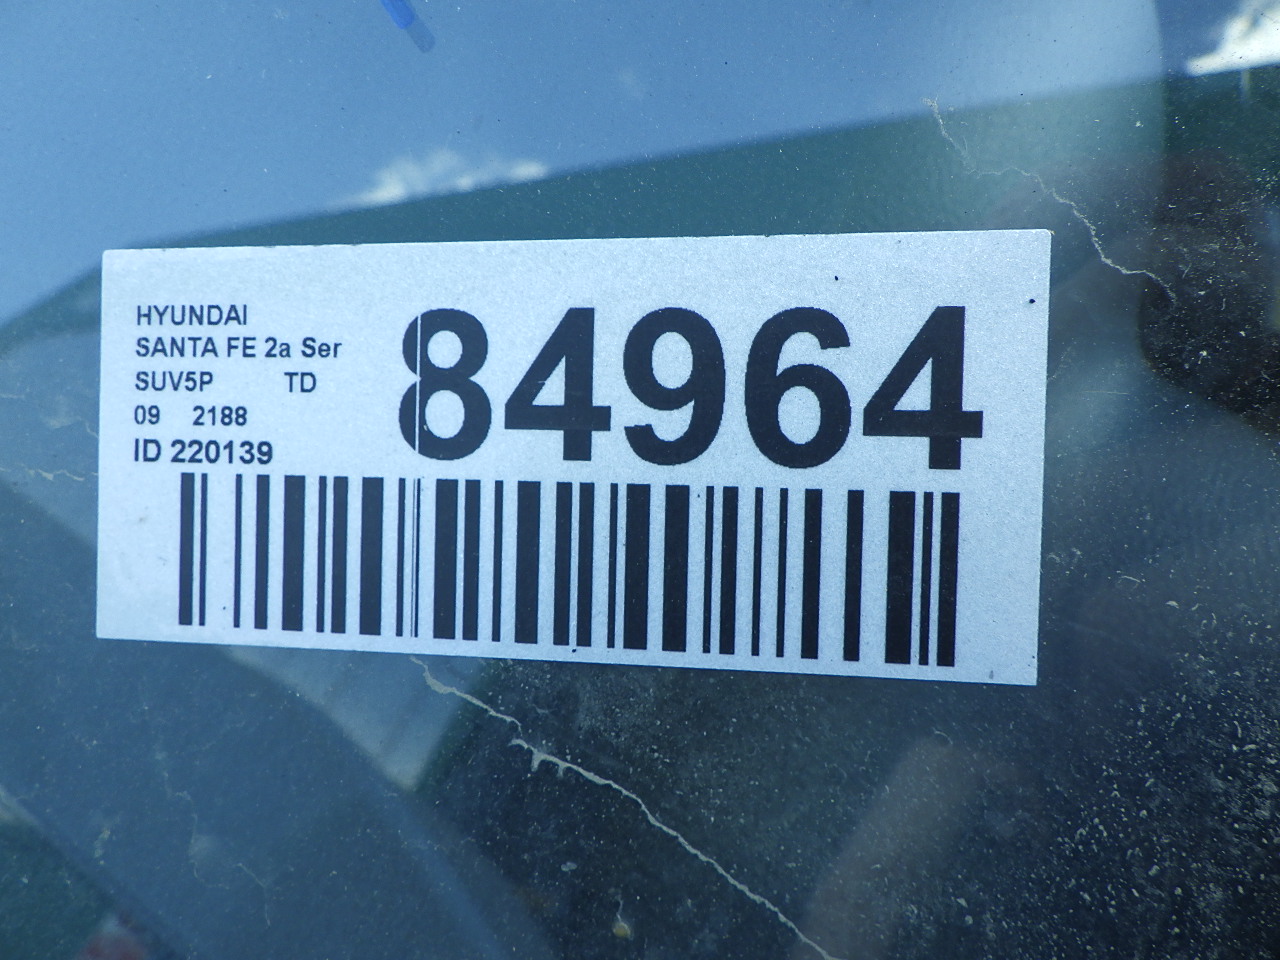 HYUNDAI
SANTA FE 2a Ser
SUV5P TD
09 2188
ID 220139
84964